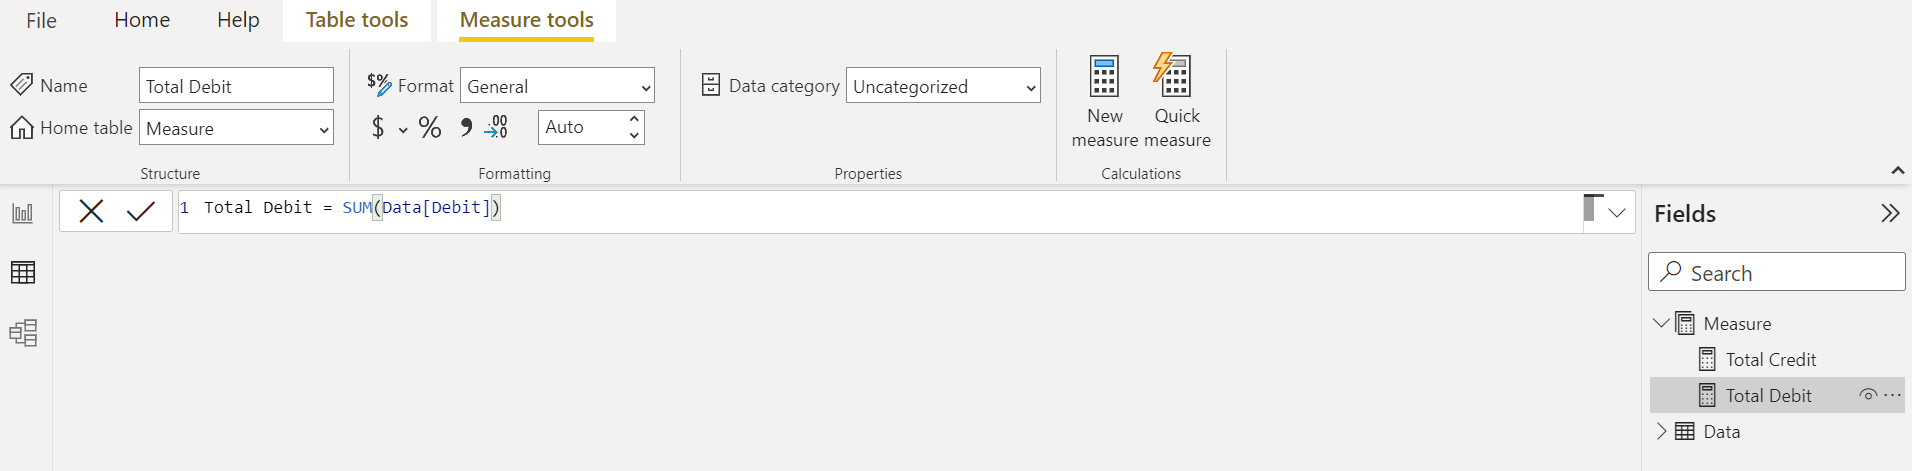 File Home Help Table tools Measure tools
Name Total Debit $% Format General Data category Uncategorized New measure Quick measure
Home table Measure $ % , .00 .0 Auto
Structure Formatting Properties Calculations
1 Total Debit = SUM(Data[Debit])
Fields
Search
Measure
Total Credit
Total Debit
Data